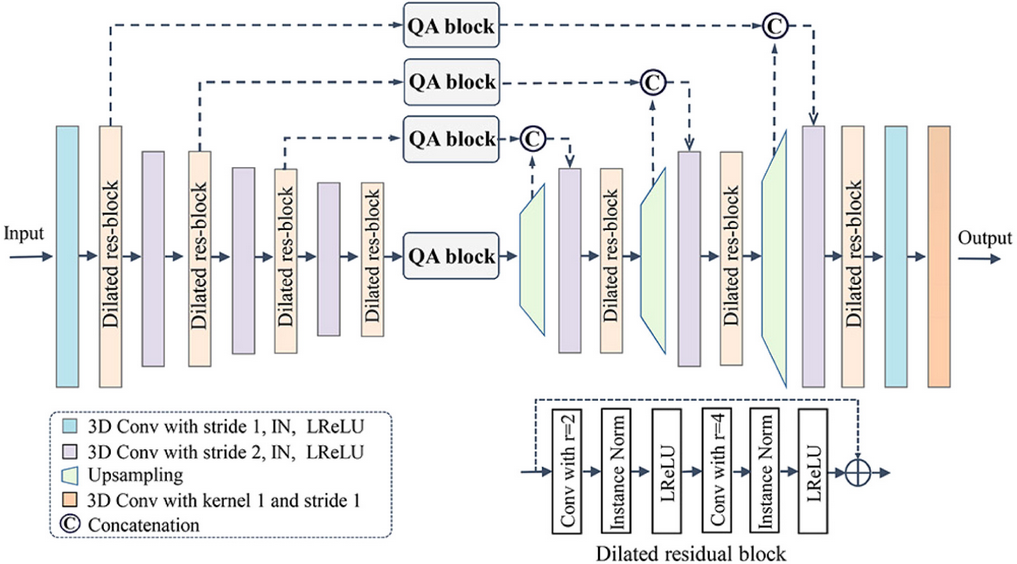 QA block
C
QA block
C
QA block
C
Input
Dilated res-block
Dilated res-block
Dilated res-block
Dilated res-block
QA block
Dilated res-block
Dilated res-block
Dilated res-block
Output
3D Conv with stride 1, IN, LReLU
3D Conv with stride 2, IN, LReLU
Upsampling
3D Conv with kernel 1 and stride 1
C Concatenation
Conv with r=2
Instance Norm
LReLU
Conv with r=4
Instance Norm
LReLU
Dilated residual block